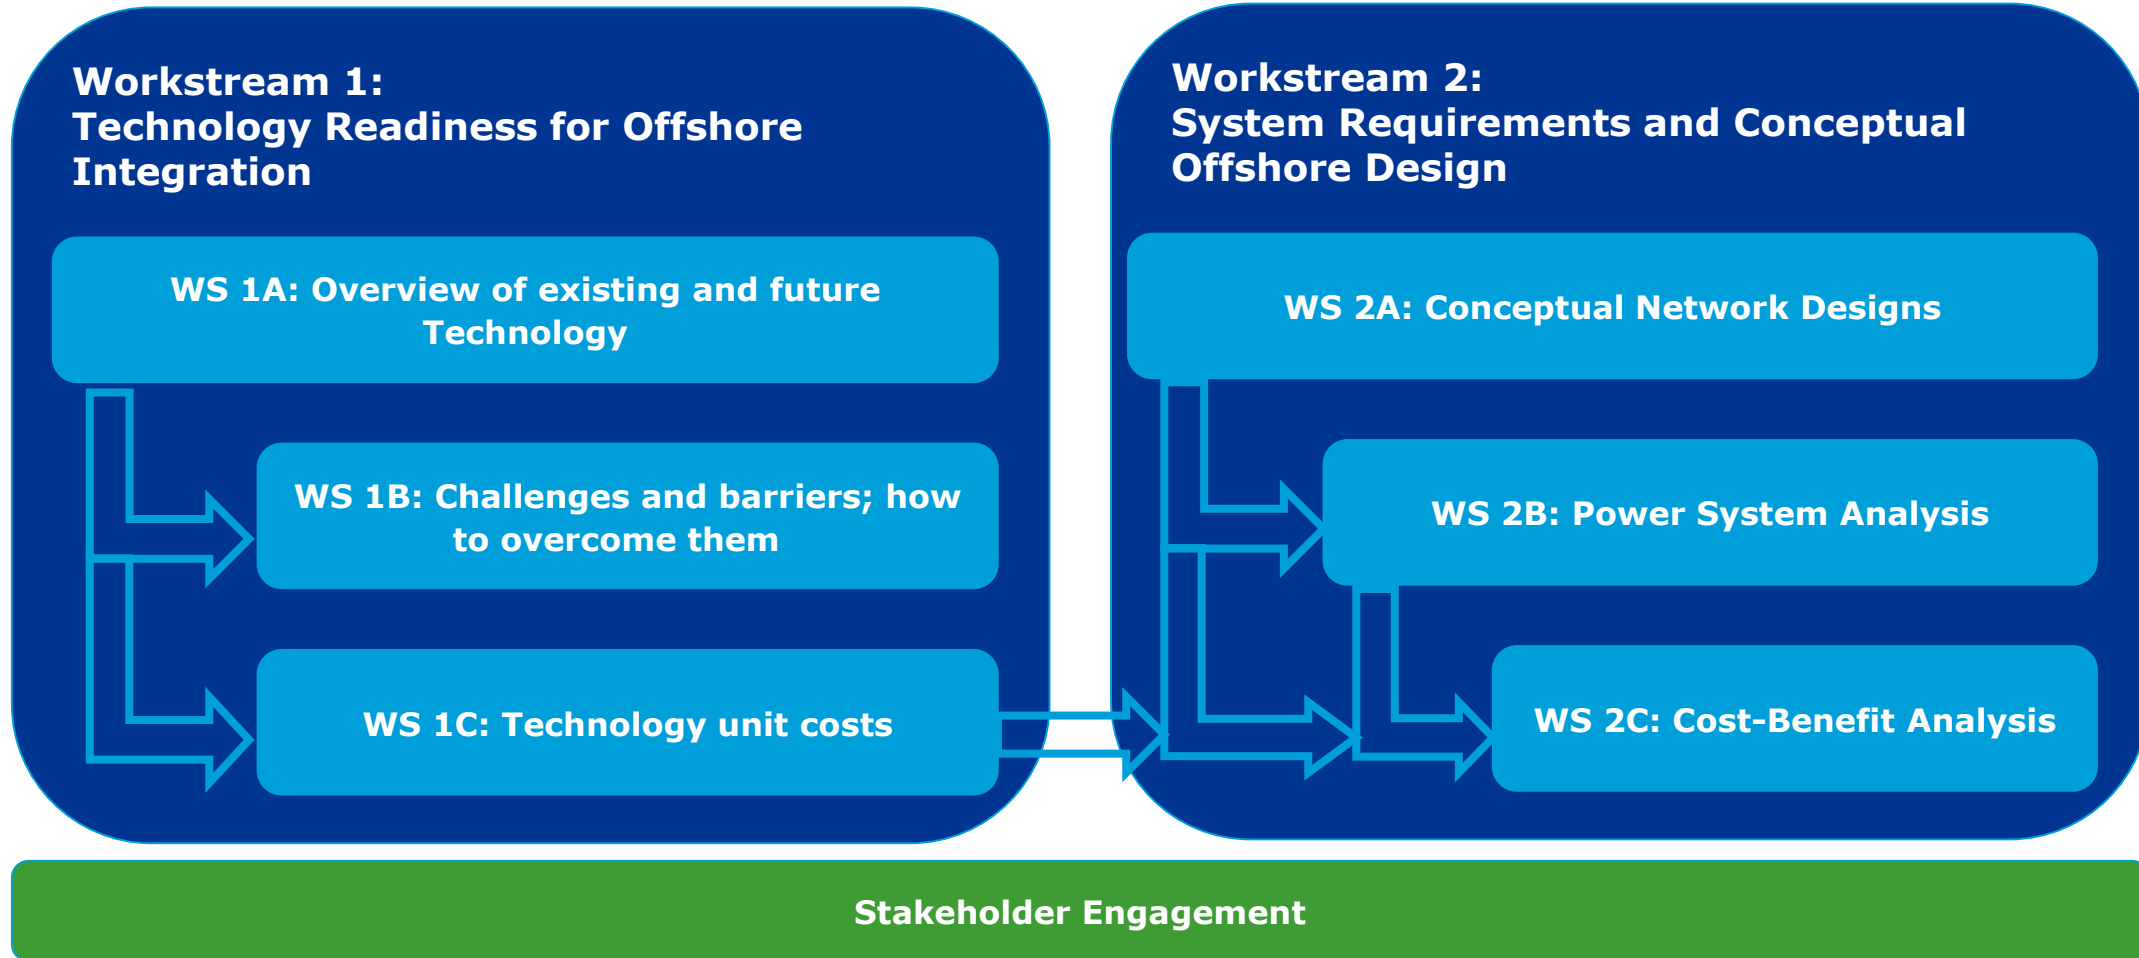 Workstream 1:
Technology Readiness for Offshore
Integration
WS 1A: Overview of existing and future
Technology
WS 1B: Challenges and barriers; how
to overcome them
WS 1C: Technology unit costs
Workstream 2:
System Requirements and Conceptual
Offshore Design
WS 2A: Conceptual Network Designs
WS 2B: Power System Analysis
WS 2C: Cost-Benefit Analysis
Stakeholder Engagement